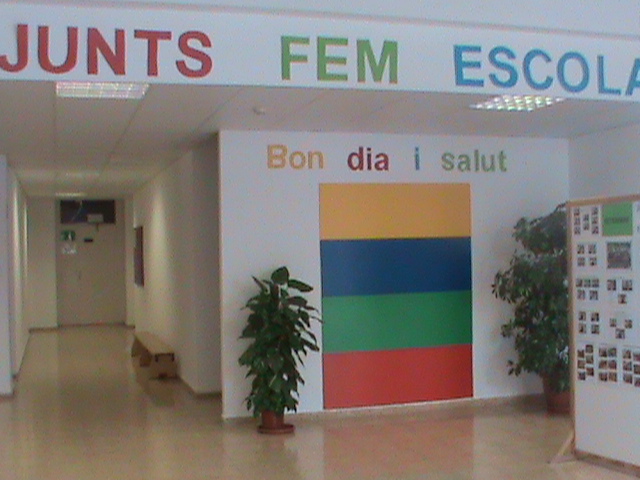 JUNTS FEM ESCOLA
Bon dia i salut